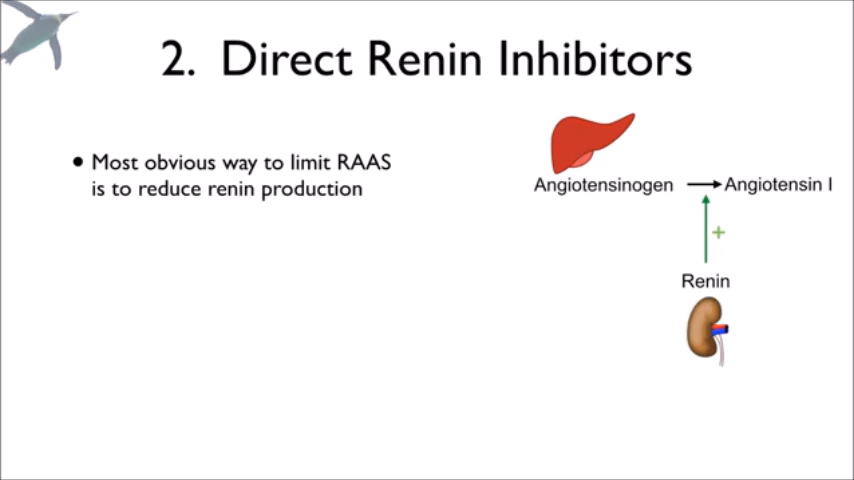 2. Direct Renin Inhibitors
• Most obvious way to limit RAAS
is to reduce renin production
Angiotensinogen → Angiotensin I
+
Renin